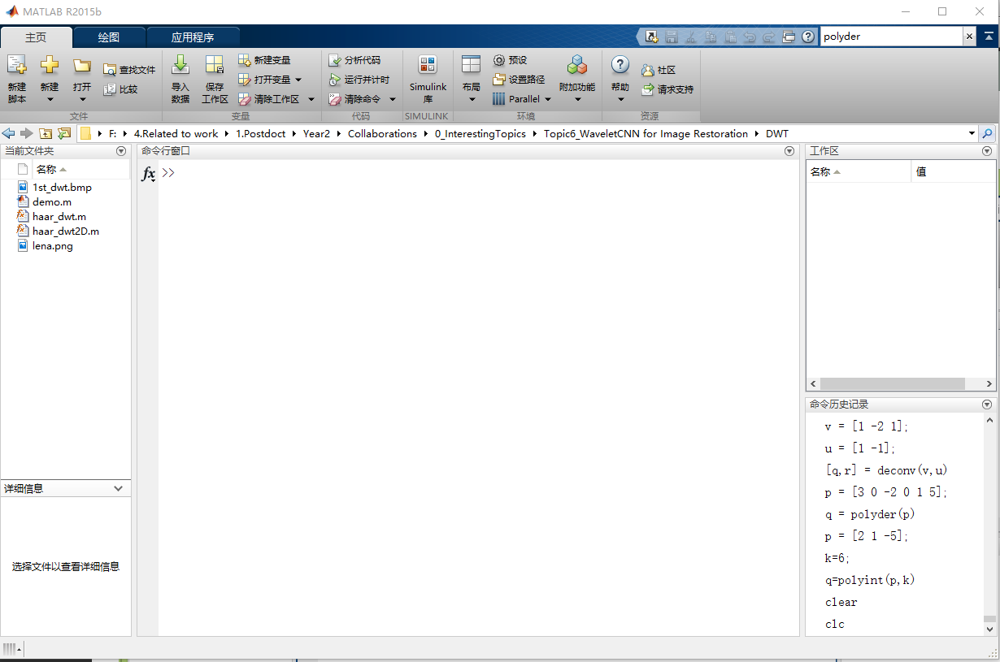 MATLAB R2015b
主页 绘图 应用程序 polyder
新建脚本 新建 打开 查找文件 比较
文件
导入数据 保存工作区 新建变量 打开变量 清除工作区
变量
分析代码 运行并计时 清除命令
代码
Simulink 库
SIMULINK
布局 预设 设置路径 Parallel 附加功能
环境
帮助 社区 请求支持
资源
F: 4.Related to work 1.Postdoct Year2 Collaborations 0_InterestingTopics Topic6_WaveletCNN for Image Restoration DWT
当前文件夹
名称
1st_dwt.bmp
demo.m
haar_dwt.m
haar_dwt2D.m
lena.png
详细信息
选择文件以查看详细信息
命令行窗口
fx >>
工作区
名称 值
命令历史记录
v = [1 -2 1];
u = [1 -1];
[q,r] = deconv(v,u)
p = [3 0 -2 0 1 5];
q = polyder(p)
p = [2 1 -5];
k=6;
q=polyint(p,k)
clear
clc